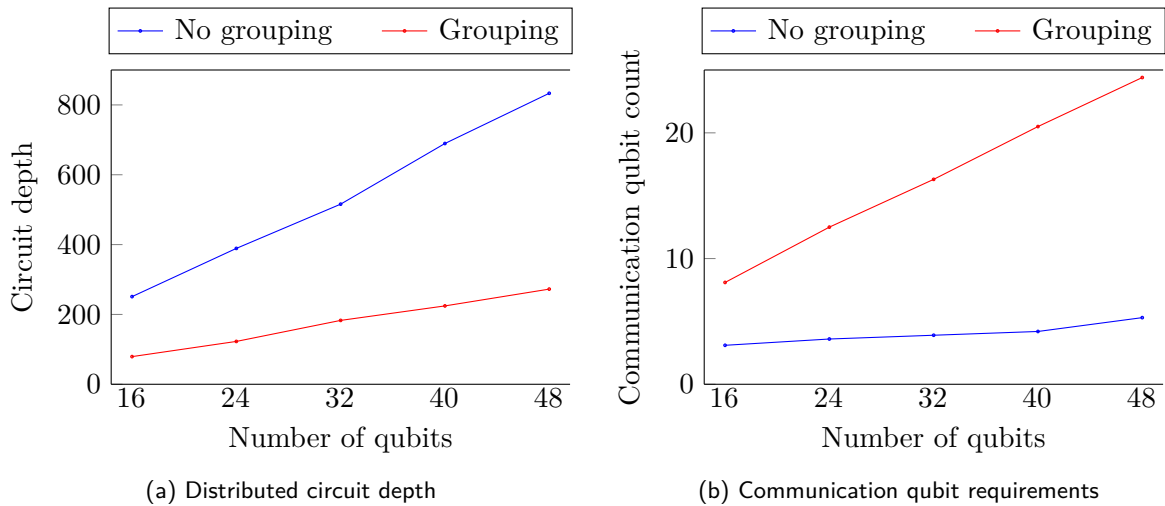 No grouping Grouping
Circuit depth
800
600
400
200
0
16 24 32 40 48
Number of qubits
(a) Distributed circuit depth
No grouping Grouping
Communication qubit count
20
10
0
16 24 32 40 48
Number of qubits
(b) Communication qubit requirements